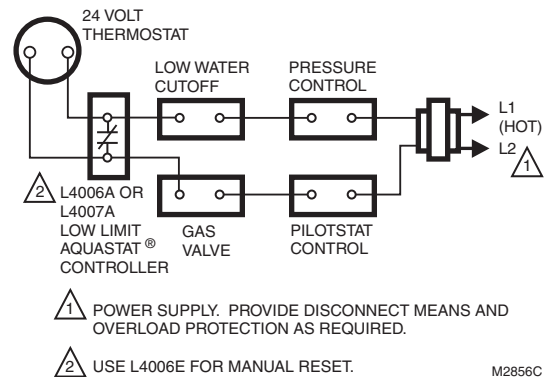 24 VOLT
THERMOSTAT
LOW WATER
CUTOFF
PRESSURE
CONTROL
L1
(HOT)
L2
1
2
L4006A OR
L4007A
LOW LIMIT
AQUASTAT ®
CONTROLLER
GAS
VALVE
PILOTSTAT
CONTROL
1 POWER SUPPLY. PROVIDE DISCONNECT MEANS AND
OVERLOAD PROTECTION AS REQUIRED.
2 USE L4006E FOR MANUAL RESET.
M2856C